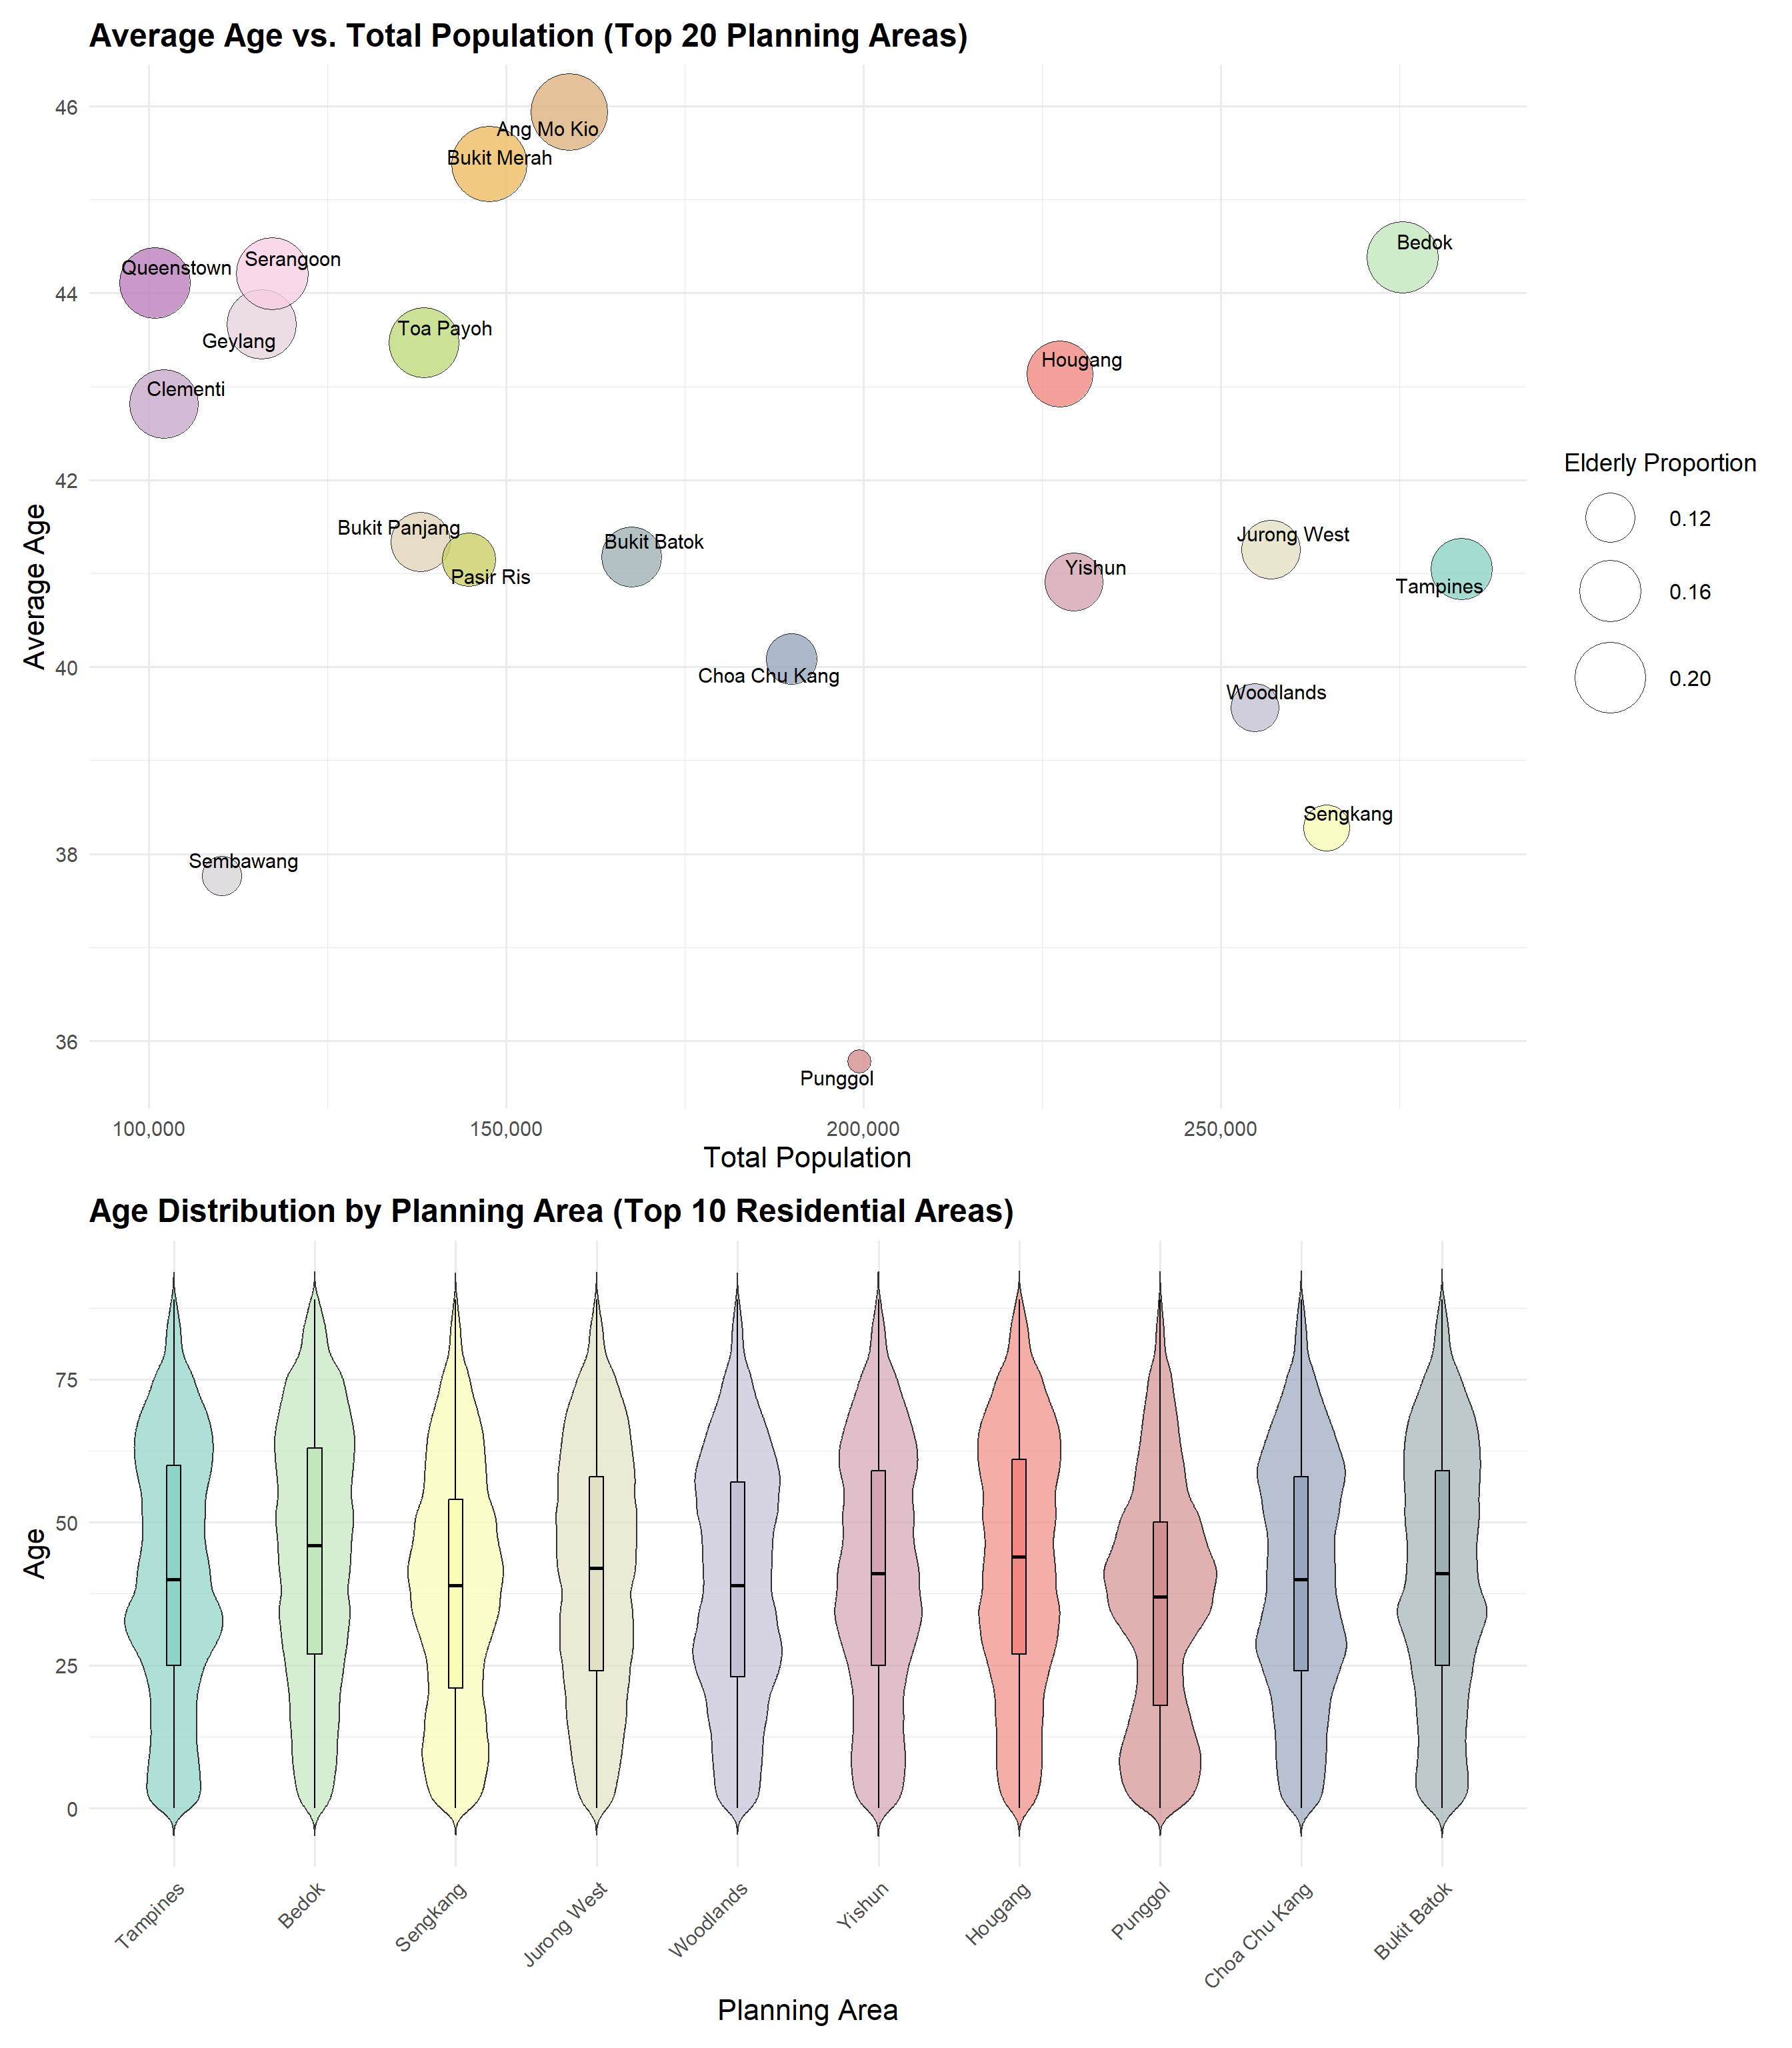 Average Age vs. Total Population (Top 20 Planning Areas)
46
44
42
40
38
36
Average Age
Ang Mo Kio
Bukit Merah
Bedok
Queenstown
Serangoon
Geylang
Toa Payoh
Hougang
Clementi
Bukit Panjang
Pasir Ris
Bukit Batok
Jurong West
Yishun
Tampines
Choa Chu Kang
Woodlands
Sengkang
Sembawang
Punggol
100,000
150,000
200,000
250,000
Total Population
Elderly Proportion
0.12
0.16
0.20
Age Distribution by Planning Area (Top 10 Residential Areas)
75
50
25
0
Age
Tampines
Bedok
Sengkang
Jurong West
Woodlands
Yishun
Hougang
Punggol
Choa Chu Kang
Bukit Batok
Planning Area